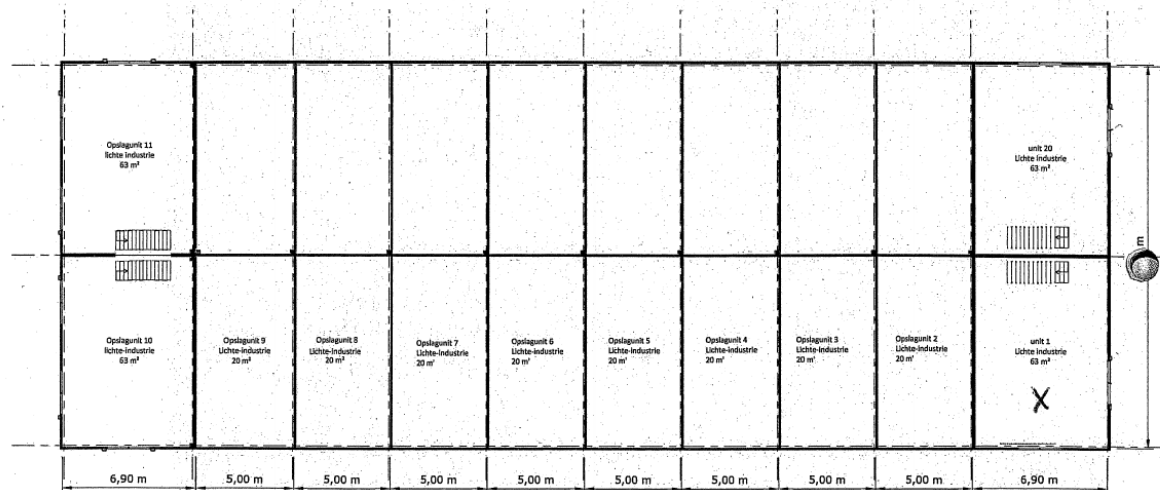 Opslagunit 11
lichte industrie
63 m²
unit 20
Lichte industrie
63 m²
E
Opslagunit 10
lichte-industrie
63 m²
Opslagunit 9
Lichte-industrie
20 m²
Opslagunit 8
Lichte-industrie
20 m²
Opslagunit 7
Lichte-industrie
20 m²
Opslagunit 6
Lichte-industrie
20 m²
Opslagunit 5
Lichte-industrie
20 m²
Opslagunit 4
Lichte-industrie
20 m²
Opslagunit 3
Lichte-industrie
20 m²
Opslagunit 2
Lichte-industrie
20 m²
unit 1
Lichte industrie
63 m²
X
6,90 m
5,00 m
5,00 m
5,00 m
5,00 m
5,00 m
5,00 m
5,00 m
5,00 m
6,90 m